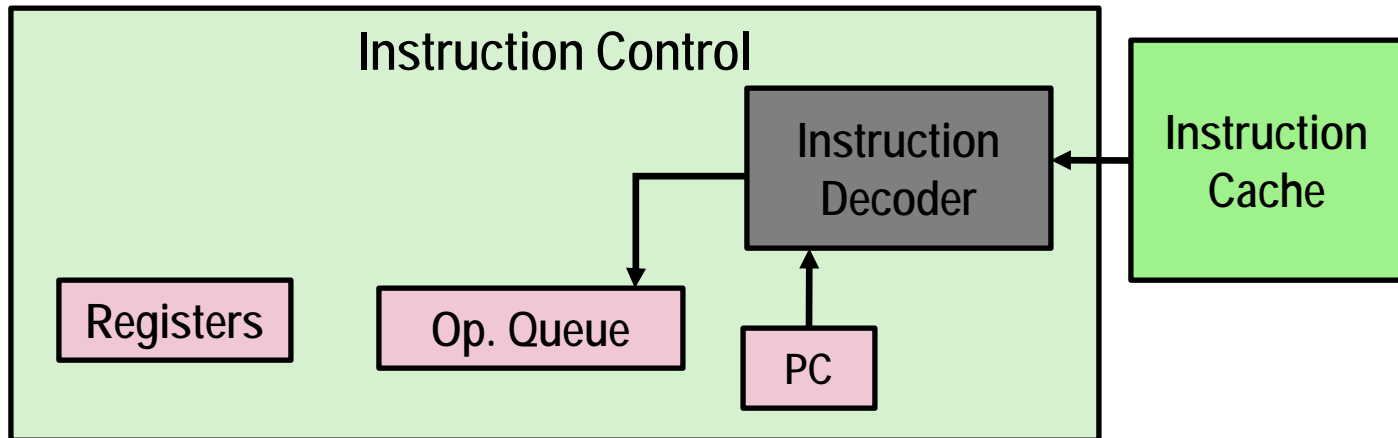 Instruction Control
Instruction
Decoder
Instruction
Cache
Registers
Op. Queue
PC